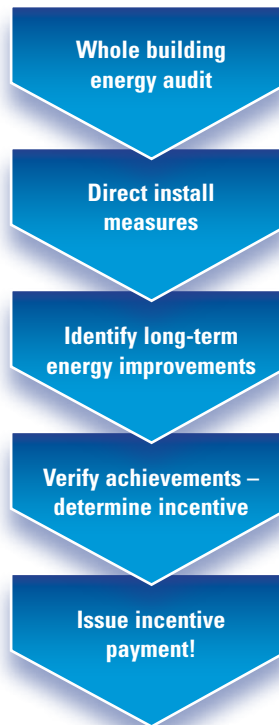 Whole building
energy audit
Direct install
measures
Identify long-term
energy improvements
Verify achievements –
determine incentive
Issue incentive
payment!